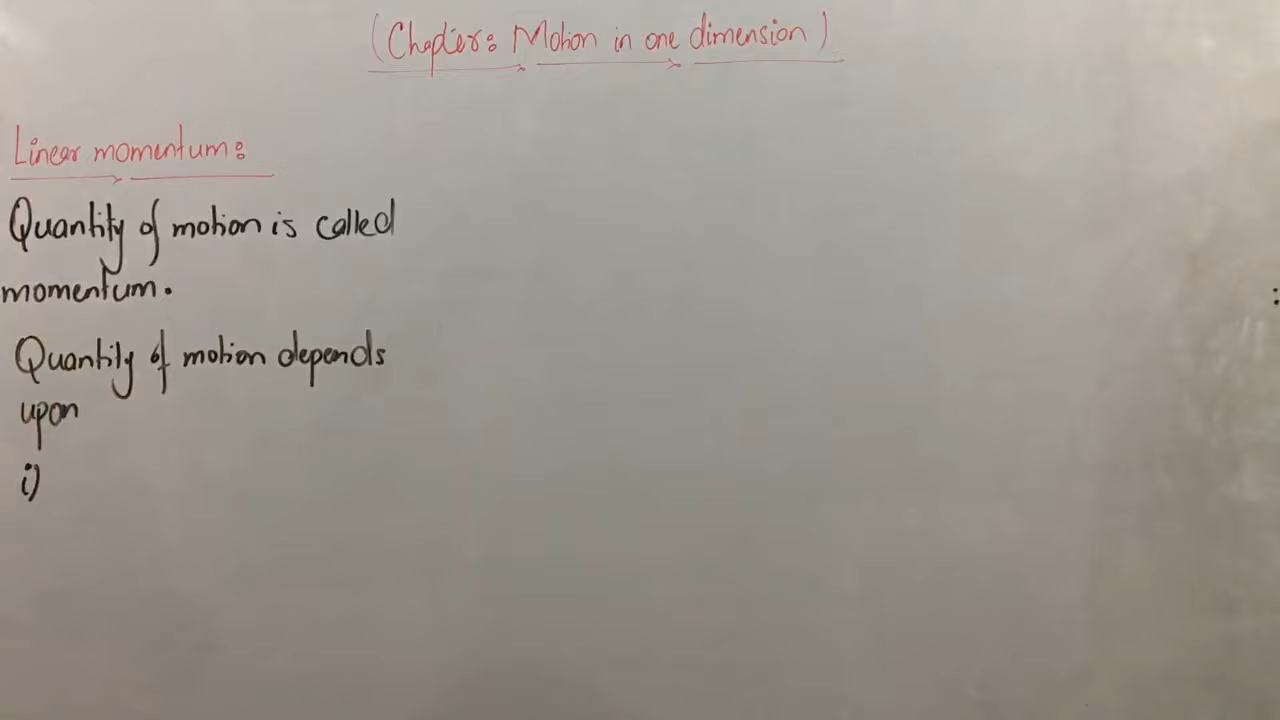 (Chapter: Motion in one dimension)
Linear momentum:
Quantity of motion is called
momentum.
Quantity of motion depends
upon
i)